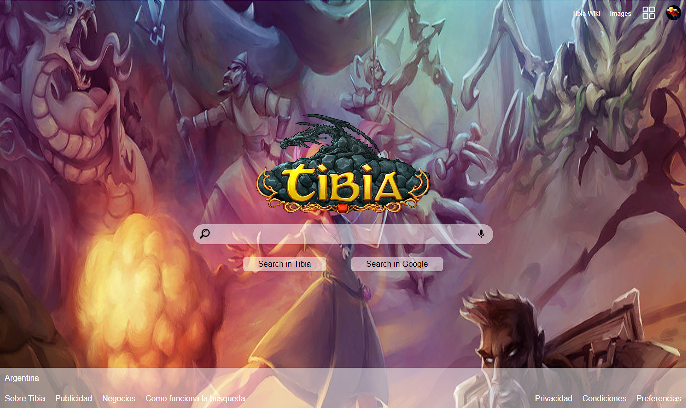 Tibia Wiki Images
TIBIA
Search in Tibia Search in Google
Argentina
Sobre Tibia Publicidad Negocios Como funciona la búsqueda
Privacidad Condiciones Preferencias